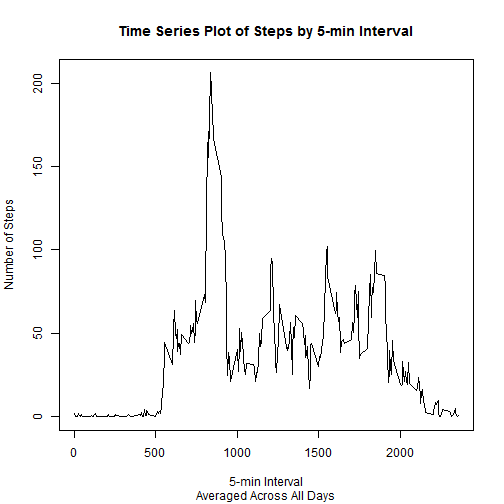 Time Series Plot of Steps by 5-min Interval
Number of Steps
200
150
100
50
0
0 500 1000 1500 2000
5-min Interval
Averaged Across All Days